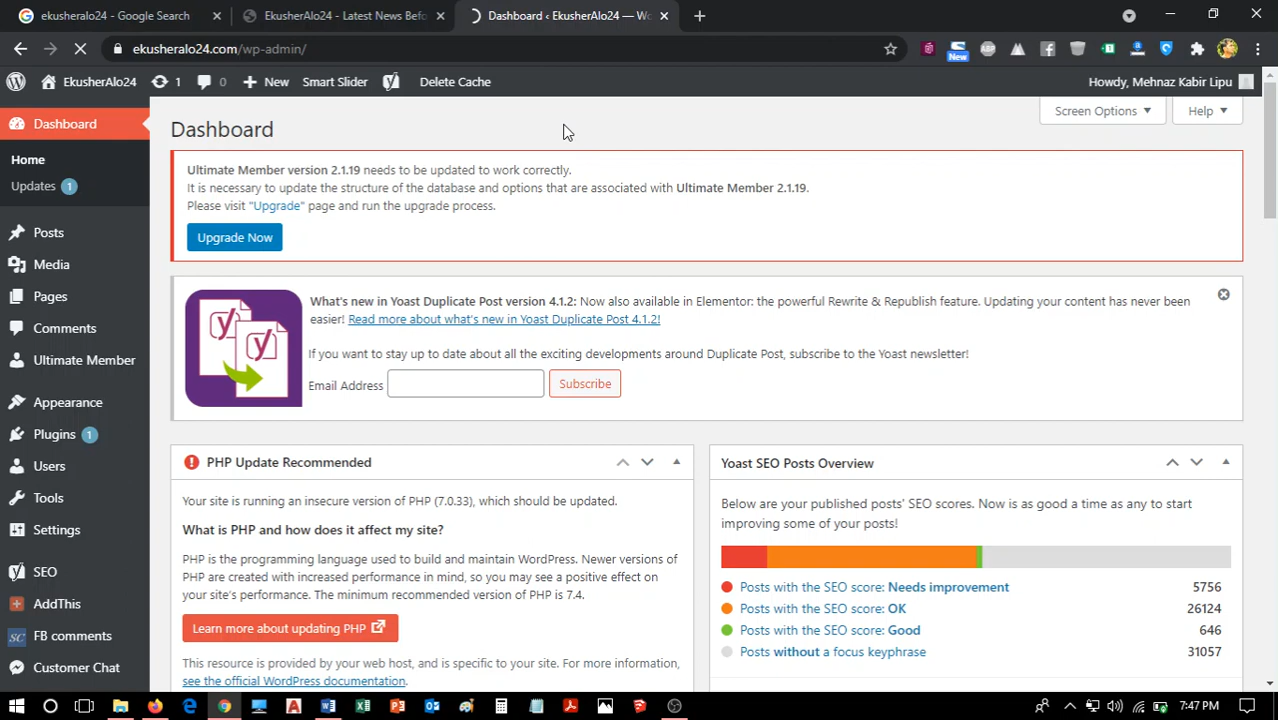 ekusheralo24 - Google Search
EkusherAlo24 - Latest News Befo
Dashboard ‹ EkusherAlo24 — Wo
ekusheralo24.com/wp-admin/
New
EkusherAlo24
1
0
New
Smart Slider
Delete Cache
Howdy, Mehnaz Kabir Lipu
Dashboard
Home
Updates 1
Posts
Media
Pages
Comments
Ultimate Member
Appearance
Plugins 1
Users
Tools
Settings
SEO
AddThis
SC FB comments
Customer Chat
Screen Options
Help
Dashboard
Ultimate Member version 2.1.19 needs to be updated to work correctly.
It is necessary to update the structure of the database and options that are associated with Ultimate Member 2.1.19.
Please visit "Upgrade" page and run the upgrade process.
Upgrade Now
What's new in Yoast Duplicate Post version 4.1.2: Now also available in Elementor: the powerful Rewrite & Republish feature. Updating your content has never been
easier! Read more about what's new in Yoast Duplicate Post 4.1.2!
If you want to stay up to date about all the exciting developments around Duplicate Post, subscribe to the Yoast newsletter!
Email Address
Subscribe
PHP Update Recommended
Your site is running an insecure version of PHP (7.0.33), which should be updated.
What is PHP and how does it affect my site?
PHP is the programming language used to build and maintain WordPress. Newer versions of
PHP are created with increased performance in mind, so you may see a positive effect on
your site's performance. The minimum recommended version of PHP is 7.4.
Learn more about updating PHP
This resource is provided by your web host, and is specific to your site. For more information,
see the official WordPress documentation.
Yoast SEO Posts Overview
Below are your published posts' SEO scores. Now is as good a time as any to start
improving some of your posts!
Posts with the SEO score: Needs improvement 5756
Posts with the SEO score: OK 26124
Posts with the SEO score: Good 646
Posts without a focus keyphrase 31057
7:47 PM